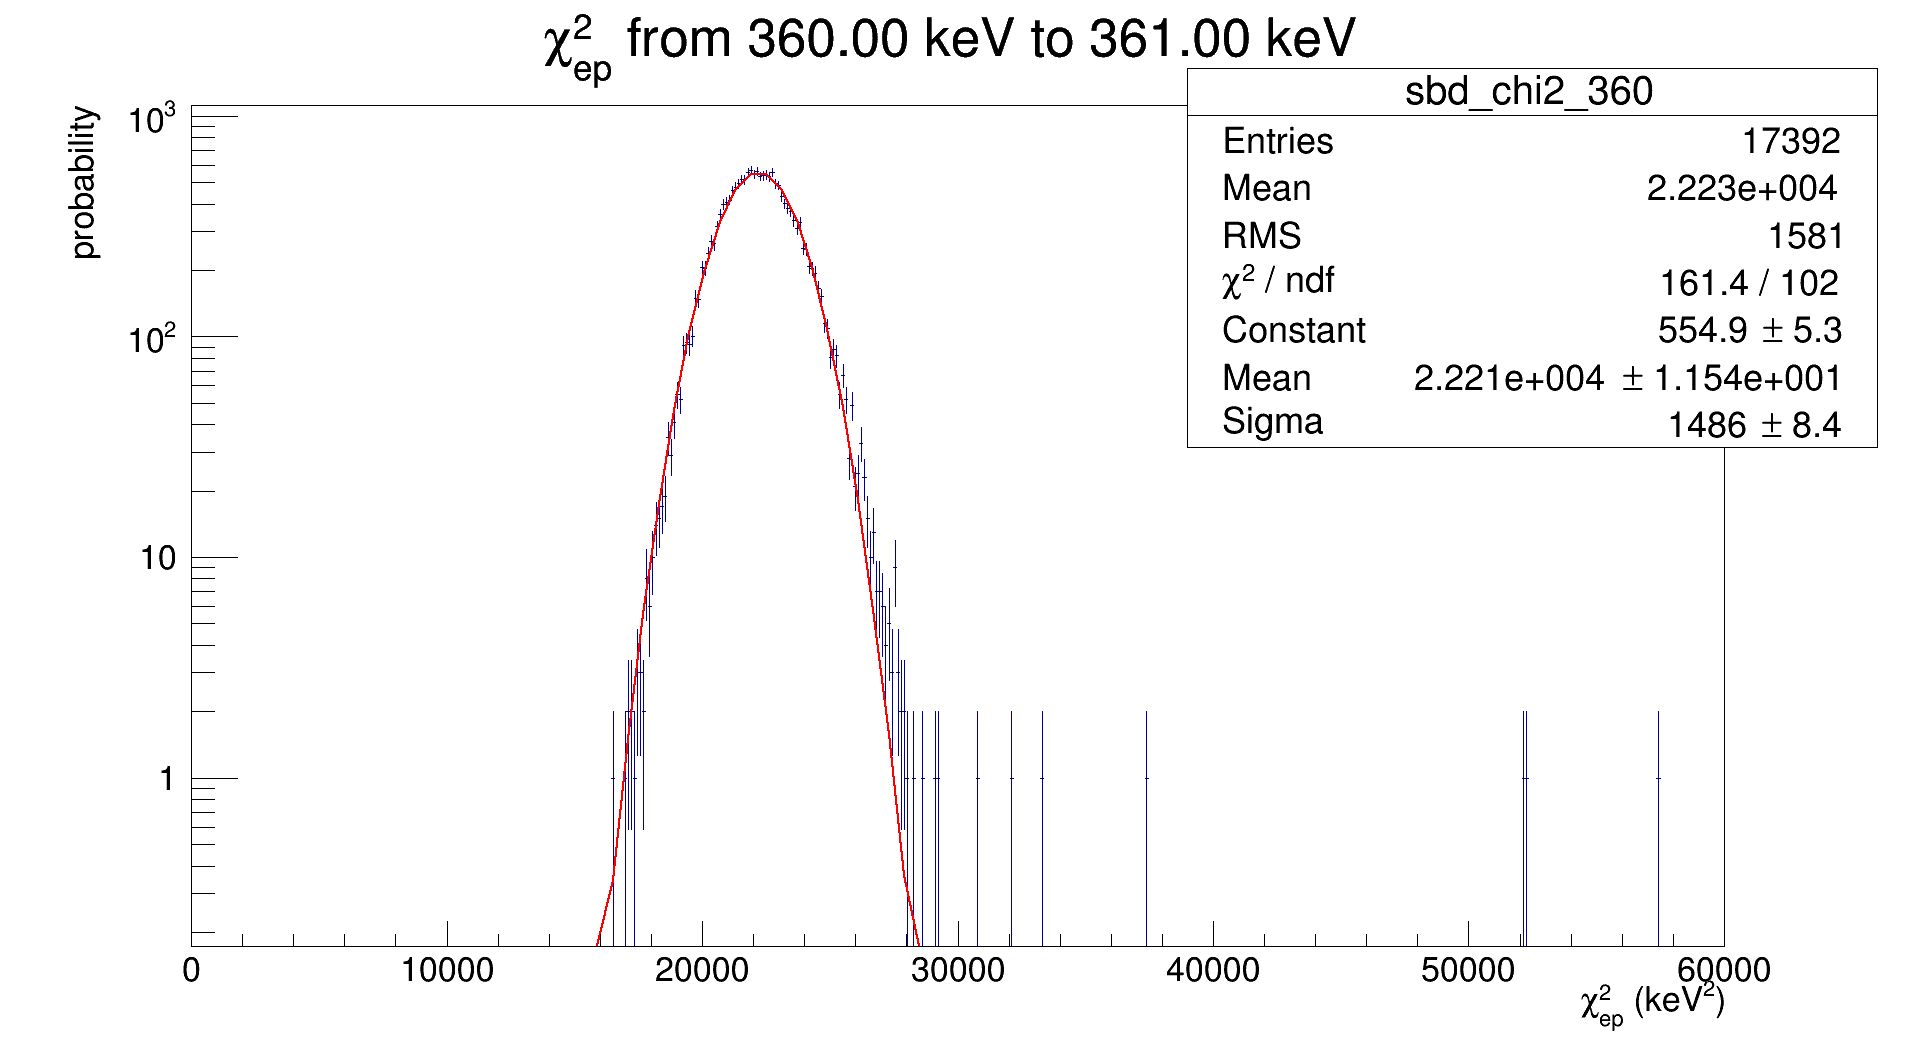 χ²ep from 360.00 keV to 361.00 keV
sbd_chi2_360
Entries 17392
Mean 2.223e+004
RMS 1581
χ² / ndf 161.4 / 102
Constant 554.9 ± 5.3
Mean 2.221e+004 ± 1.154e+001
Sigma 1486 ± 8.4
probability
10³
10²
10
1
0 10000 20000 30000 40000 50000 60000
χ²ep (keV²)